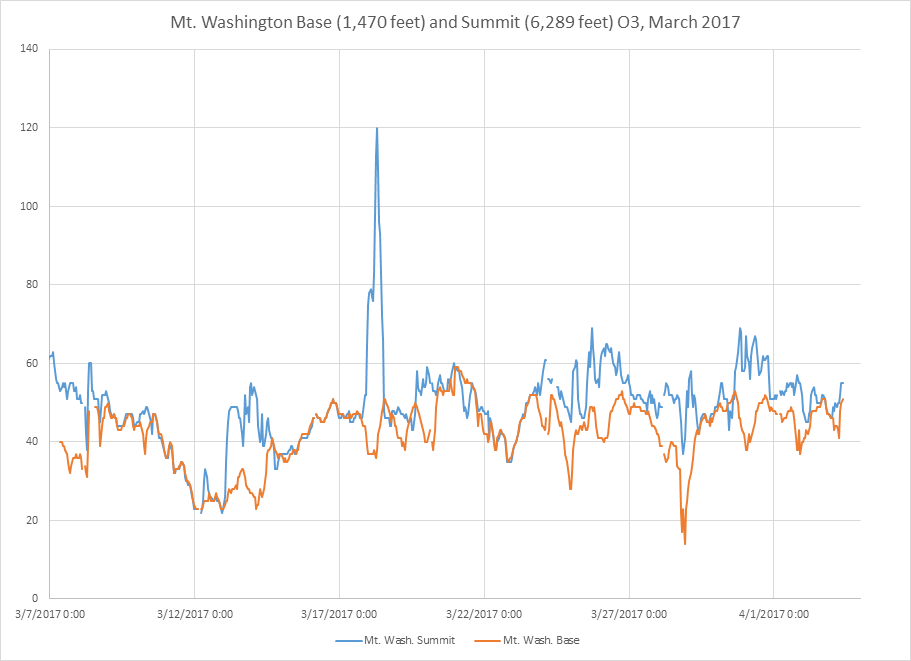 Mt. Washington Base (1,470 feet) and Summit (6,289 feet) O3, March 2017
140
120
100
80
60
40
20
0
3/7/2017 0:00 3/12/2017 0:00 3/17/2017 0:00 3/22/2017 0:00 3/27/2017 0:00 4/1/2017 0:00
Mt. Wash. Summit Mt. Wash. Base